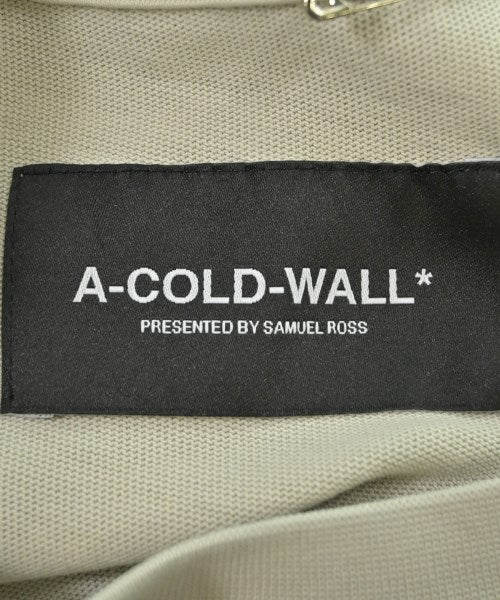 A-COLD-WALL*
PRESENTED BY SAMUEL ROSS